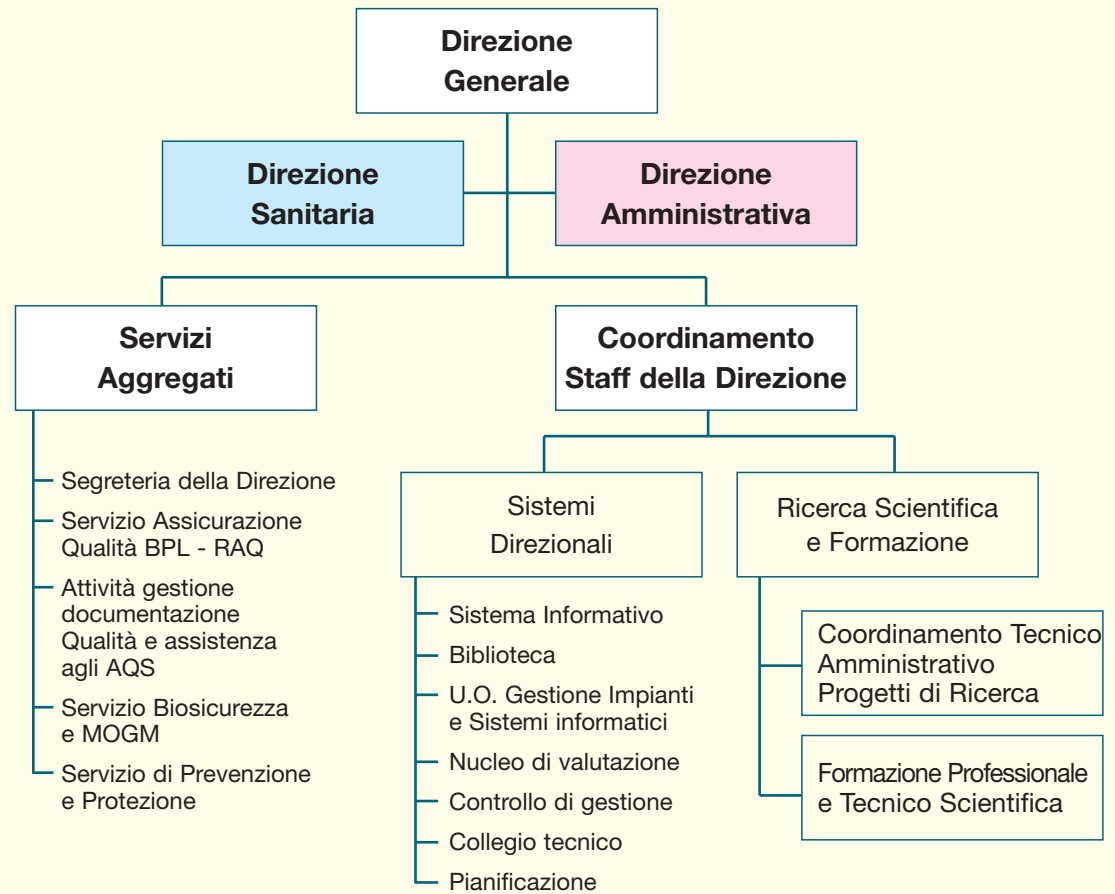 Direzione
Generale
Direzione
Sanitaria
Direzione
Amministrativa
Servizi
Aggregati
Coordinamento
Staff della Direzione
Segreteria della Direzione
Servizio Assicurazione
Qualità BPL - RAQ
Attività gestione
documentazione
Qualità e assistenza
agli AQS
Servizio Biosicurezza
e MOGM
Servizio di Prevenzione
e Protezione
Sistemi
Direzionali
Sistema Informativo
Biblioteca
U.O. Gestione Impianti
e Sistemi informatici
Nucleo di valutazione
Controllo di gestione
Collegio tecnico
Pianificazione
Ricerca Scientifica
e Formazione
Coordinamento Tecnico
Amministrativo
Progetti di Ricerca
Formazione Professionale
e Tecnico Scientifica